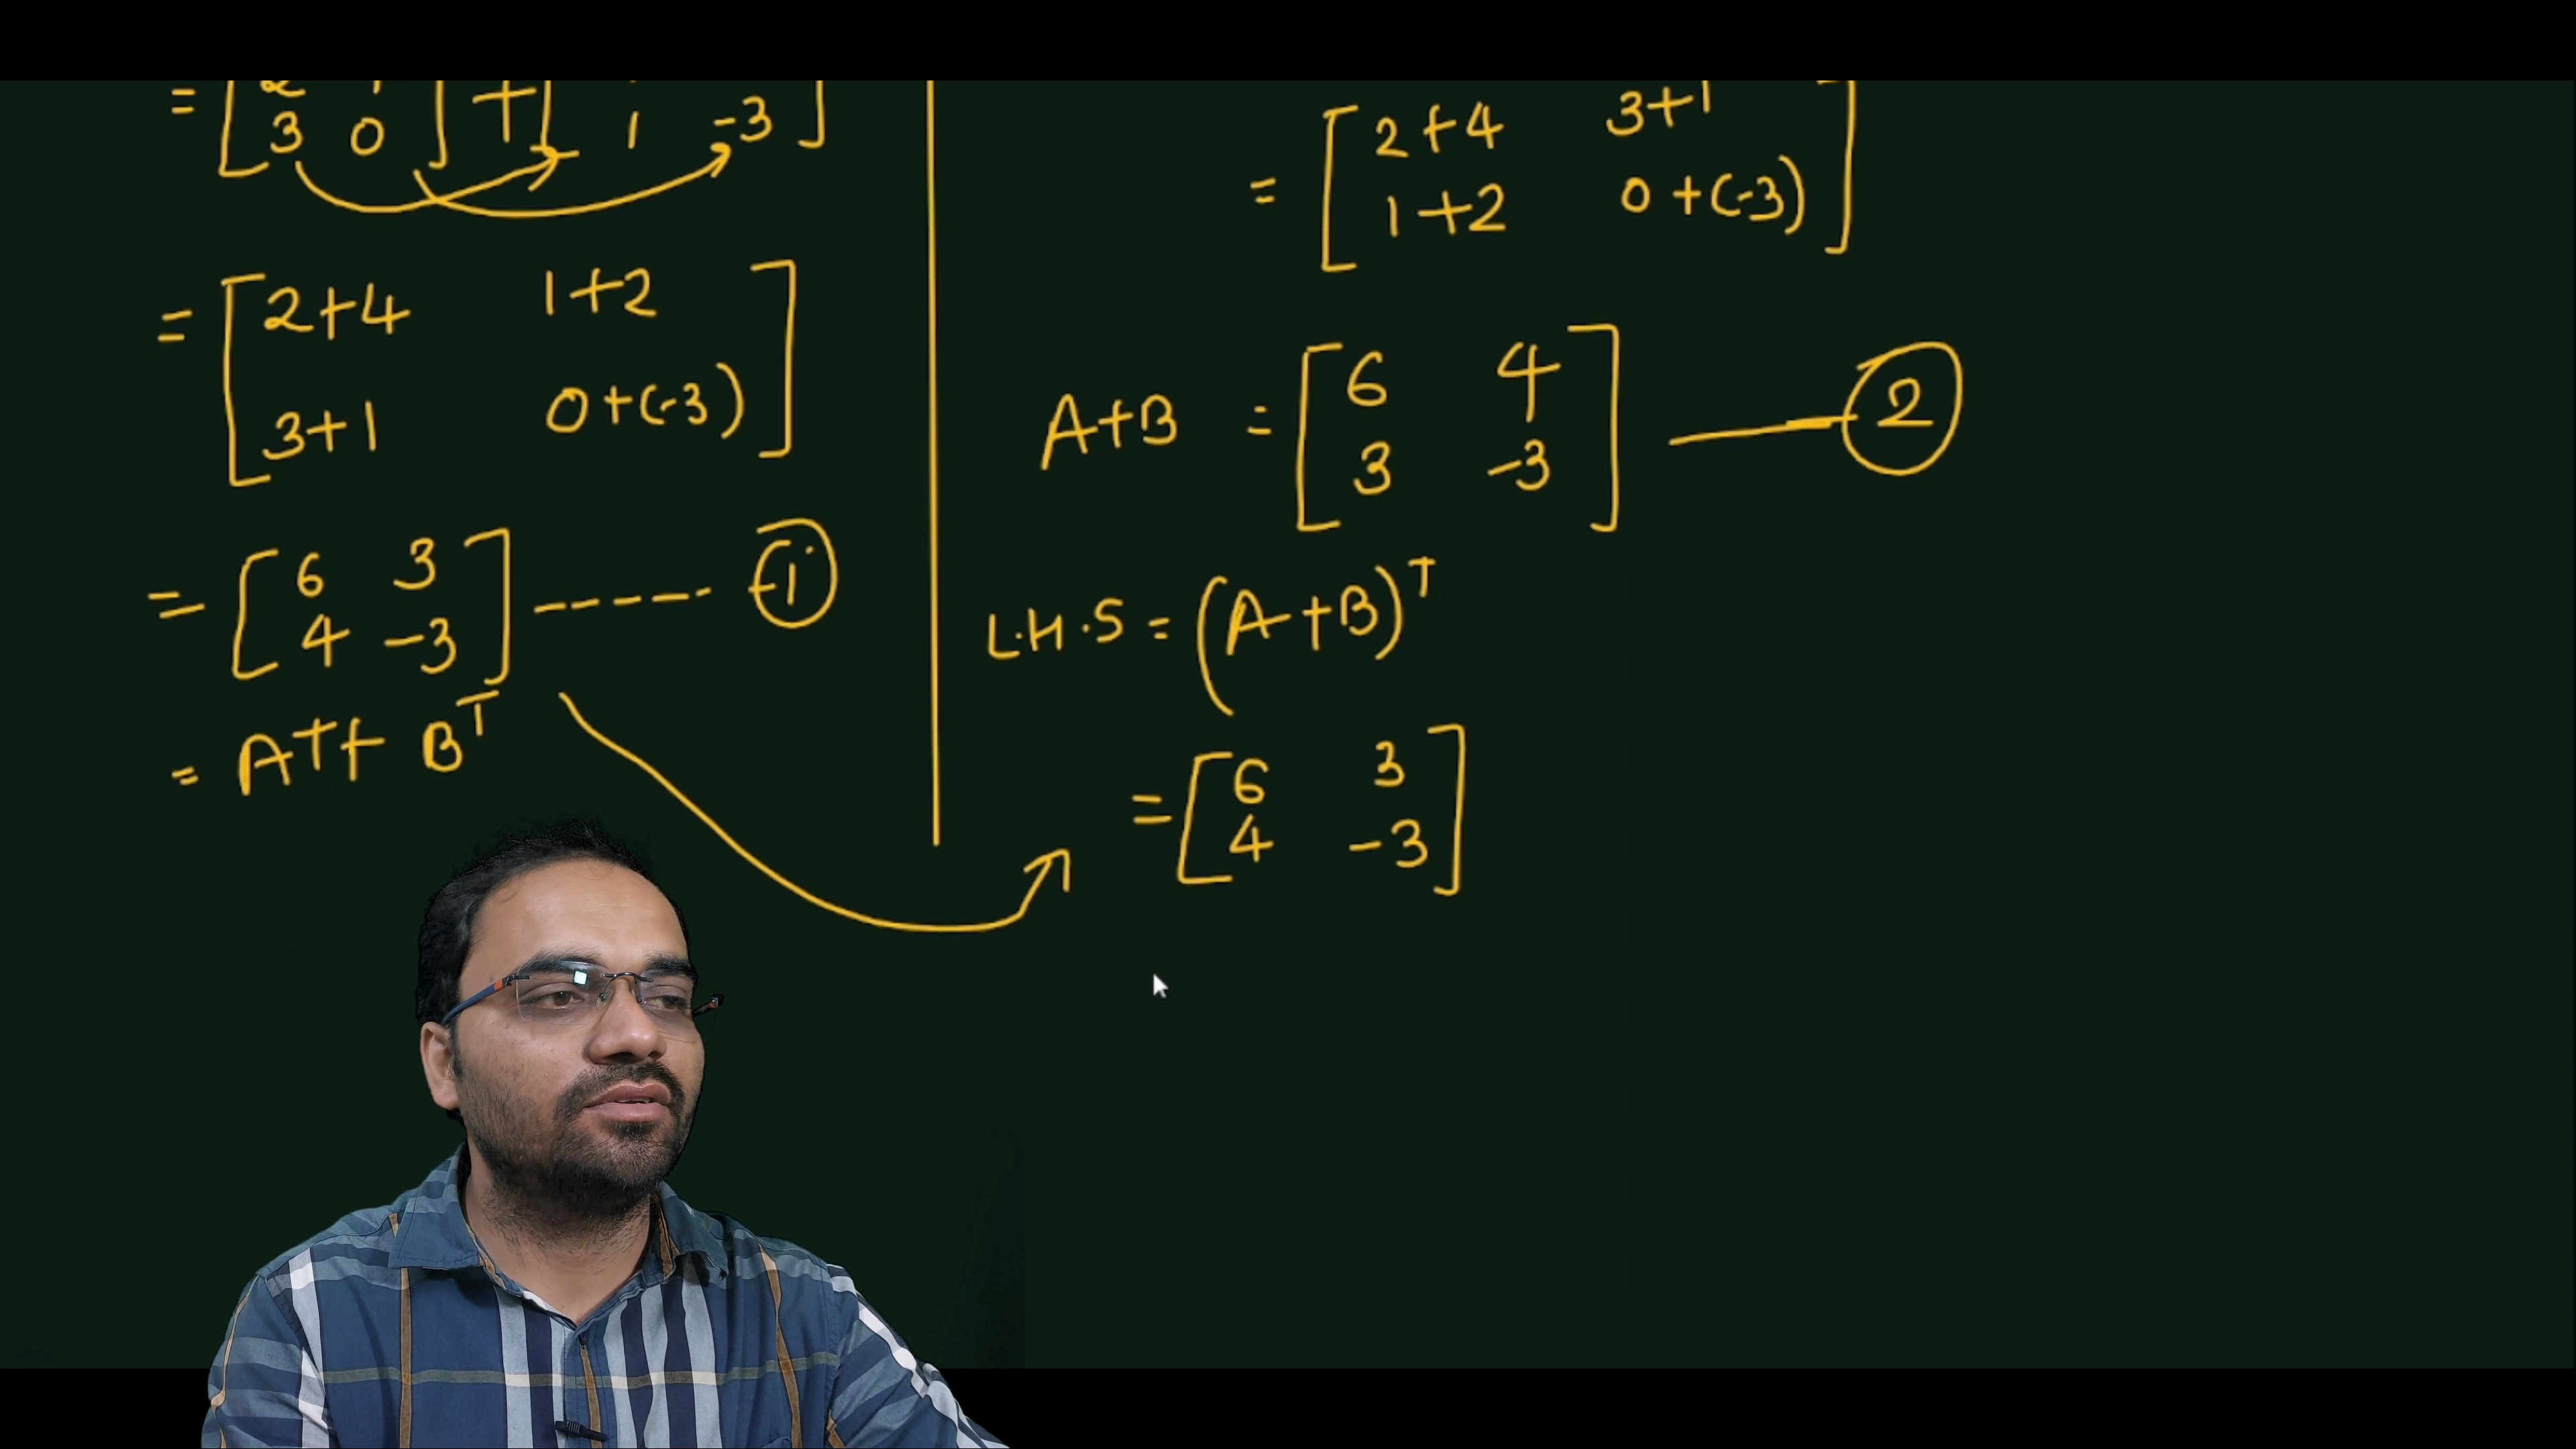 = [
3 0 ] + [ 1 -3 ]
= [ 2+4 1+2
3+1 0+(-3) ]
= [ 6 3
4 -3 ] ------ 1
= AT+ B^T
= [ 2+4 3+1
1+2 0+(-3) ]
A+B = [ 6 4
3 -3 ] — 2
L.H.S = (A+B)^T
= [ 6 3
4 -3 ]